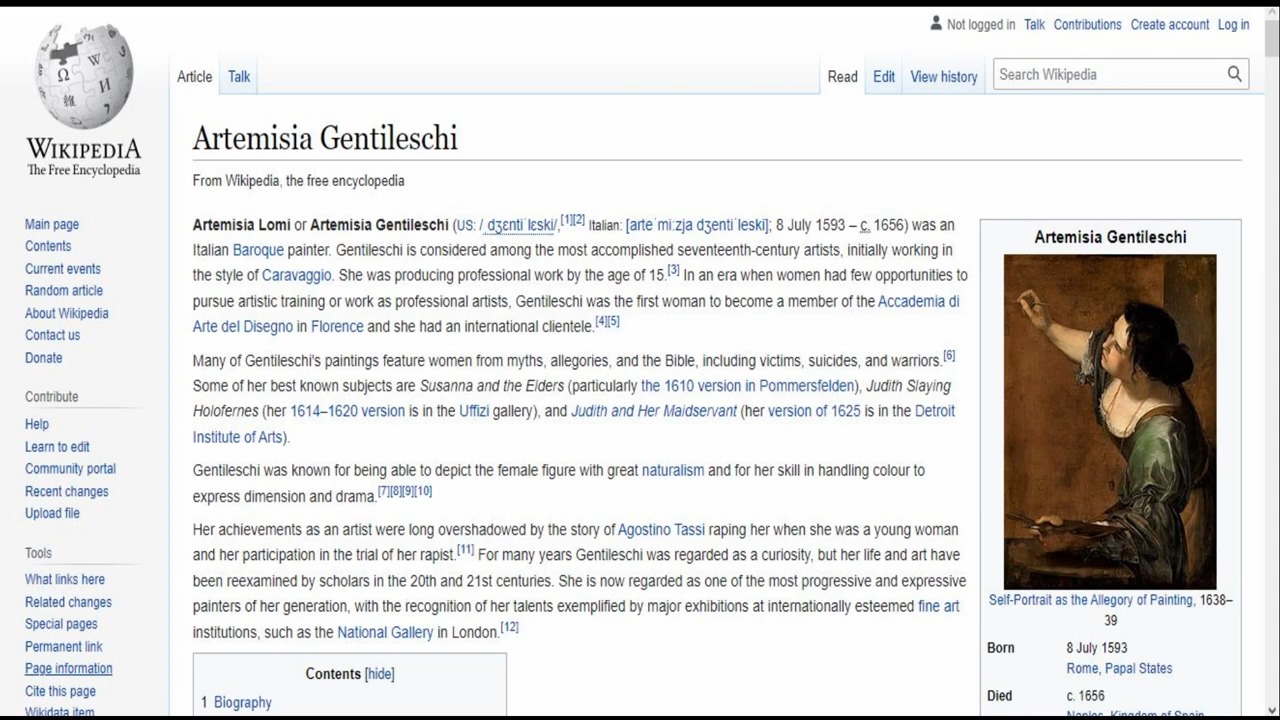 Not logged in Talk Contributions Create account Log in
Article Talk Read Edit View history Search Wikipedia
WIKIPEDIA
The Free Encyclopedia
Main page
Contents
Current events
Random article
About Wikipedia
Contact us
Donate
Contribute
Help
Learn to edit
Community portal
Recent changes
Upload file
Tools
What links here
Related changes
Special pages
Permanent link
Page information
Cite this page
Wikidata item
Artemisia Gentileschi
From Wikipedia, the free encyclopedia
Artemisia Lomi or Artemisia Gentileschi (US: /ˌdʒɛntiˈlɛski/,[1][2] Italian: [arteˈmiːzja dʒentiˈleski]; 8 July 1593 – c. 1656) was an
Italian Baroque painter. Gentileschi is considered among the most accomplished seventeenth-century artists, initially working in
the style of Caravaggio. She was producing professional work by the age of 15.[3] In an era when women had few opportunities to
pursue artistic training or work as professional artists, Gentileschi was the first woman to become a member of the Accademia di
Arte del Disegno in Florence and she had an international clientele.[4][5]
Many of Gentileschi's paintings feature women from myths, allegories, and the Bible, including victims, suicides, and warriors.[6]
Some of her best known subjects are Susanna and the Elders (particularly the 1610 version in Pommersfelden), Judith Slaying
Holofernes (her 1614–1620 version is in the Uffizi gallery), and Judith and Her Maidservant (her version of 1625 is in the Detroit
Institute of Arts).
Gentileschi was known for being able to depict the female figure with great naturalism and for her skill in handling colour to
express dimension and drama.[7][8][9][10]
Her achievements as an artist were long overshadowed by the story of Agostino Tassi raping her when she was a young woman
and her participation in the trial of her rapist.[11] For many years Gentileschi was regarded as a curiosity, but her life and art have
been reexamined by scholars in the 20th and 21st centuries. She is now regarded as one of the most progressive and expressive
painters of her generation, with the recognition of her talents exemplified by major exhibitions at internationally esteemed fine art
institutions, such as the National Gallery in London.[12]
Contents [hide]
1 Biography
Artemisia Gentileschi
Self-Portrait as the Allegory of Painting, 1638–
39
Born 8 July 1593
Rome, Papal States
Died c. 1656
Naples, Kingdom of Spain